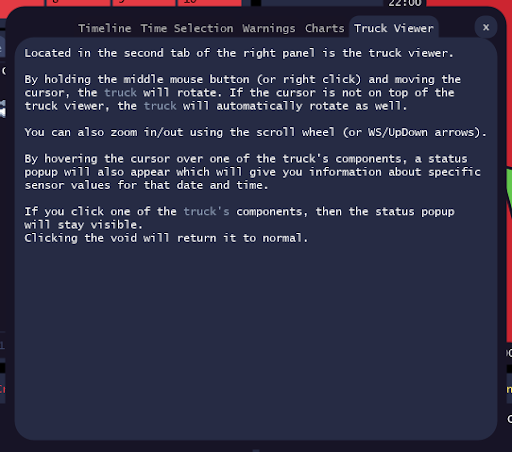 22:00
Timeline Time Selection Warnings Charts Truck Viewer x
Located in the second tab of the right panel is the truck viewer.
By holding the middle mouse button (or right click) and moving the
cursor, the truck will rotate. If the cursor is not on top of the
truck viewer, the truck will automatically rotate as well.
You can also zoom in/out using the scroll wheel (or WS/UpDown arrows).
By hovering the cursor over one of the truck's components, a status
popup will also appear which will give you information about specific
sensor values for that date and time.
If you click one of the truck's components, then the status popup
will stay visible.
Clicking the void will return it to normal.